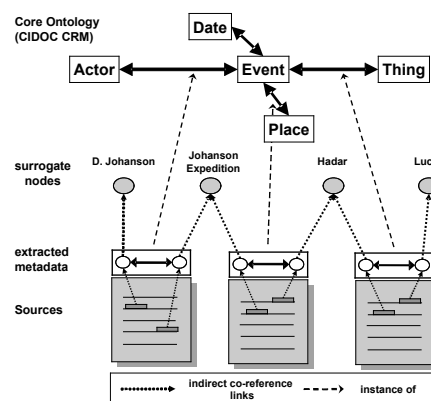 Core Ontology
(CIDOC CRM)
Date
Actor
Event
Thing
Place
surrogate
nodes
D. Johanson
Johanson
Expedition
Hadar
extracted
metadata
Sources
indirect co-reference
links
instance of